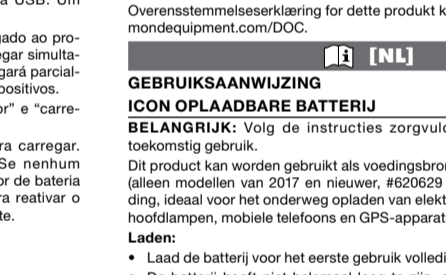 a USB. Um
gado ao pro-
egar simulta-
gará parcial-
positivos.
or” e “carre-
ra carregar.
Se nenhum
or de bateria
ra reativar o
te.
Overensstemmelseserklæring for dette produkt k
mondequipment.com/DOC.
[NL]
GEBRUIKSAANWIJZING
ICON OPLAADBARE BATTERIJ
BELANGRIJK: Volg de instructies zorgvuld
toekomstig gebruik.
Dit product kan worden gebruikt als voedingsbron
(alleen modellen van 2017 en nieuwer, #620629
ding, ideaal voor het onderweg opladen van elekt
hoofdlampen, mobiele telefoons en GPS-apparat
Laden:
• Laad de batterij voor het eerste gebruik volledi